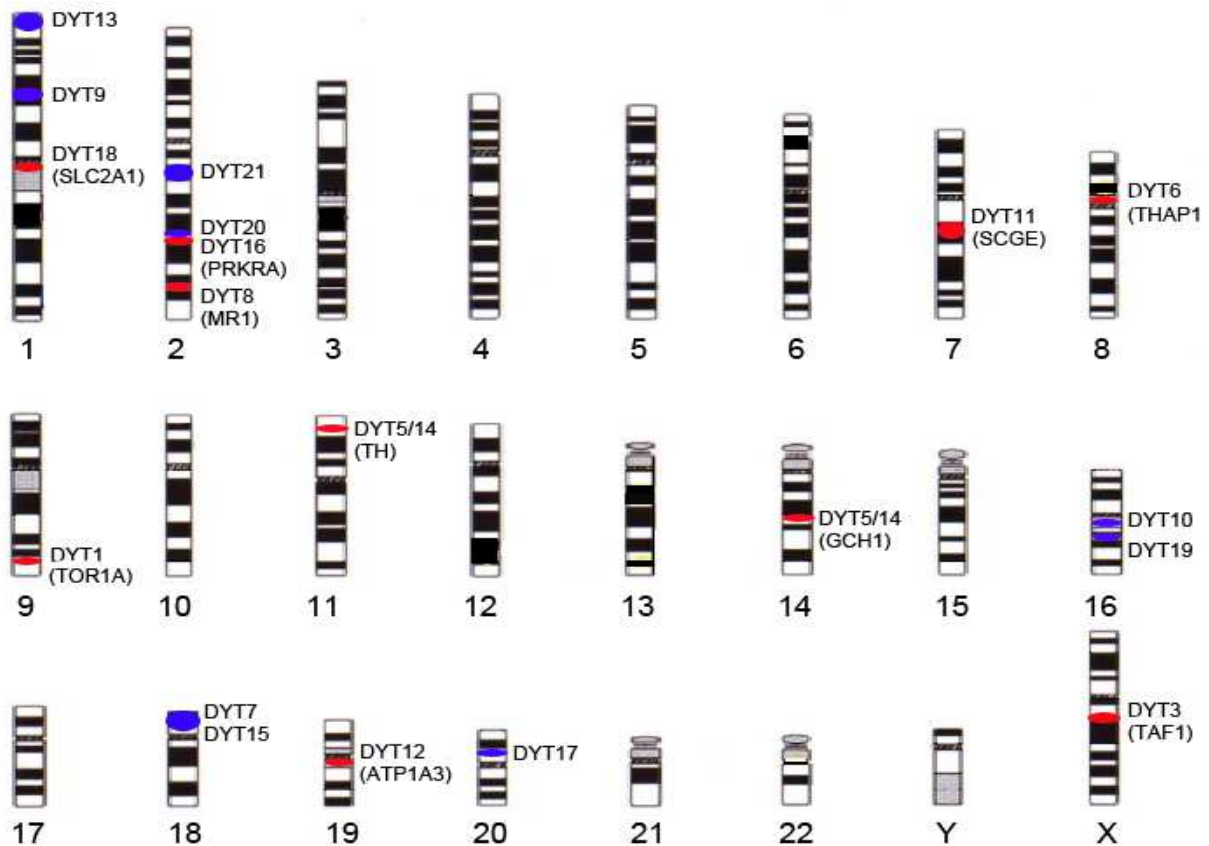 DYT13
DYT9
DYT18
(SLC2A1)
DYT21
DYT20
DYT16
(PRKRA)
DYT8
(MR1)
DYT11
(SCGE)
DYT6
(THAP1
1 2 3 4 5 6 7 8
DYT1
(TOR1A)
DYT5/14
(TH)
DYT5/14
(GCH1)
DYT10
DYT19
9 10 11 12 13 14 15 16
DYT7
DYT15
DYT12
(ATP1A3)
DYT17
DYT3
(TAF1)
17 18 19 20 21 22 Y X